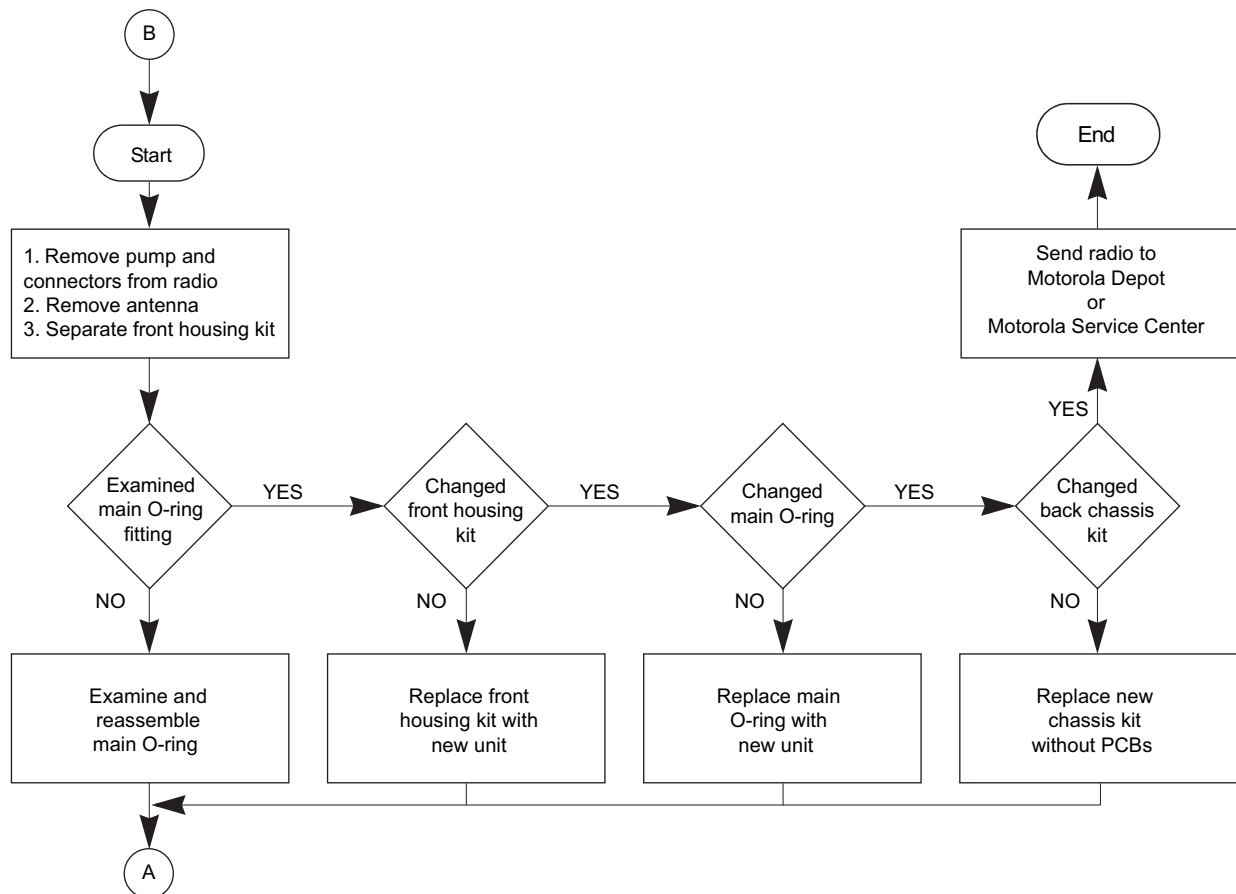 B
Start
End
1. Remove pump and
connectors from radio
2. Remove antenna
3. Separate front housing kit
Send radio to
Motorola Depot
or
Motorola Service Center
YES
Examined
main O-ring
fitting
YES
Changed
front housing
kit
YES
Changed
main O-ring
YES
Changed
back chassis
kit
NO
NO
NO
NO
Examine and
reassemble
main O-ring
Replace front
housing kit with
new unit
Replace main
O-ring with
new unit
Replace new
chassis kit
without PCBs
A